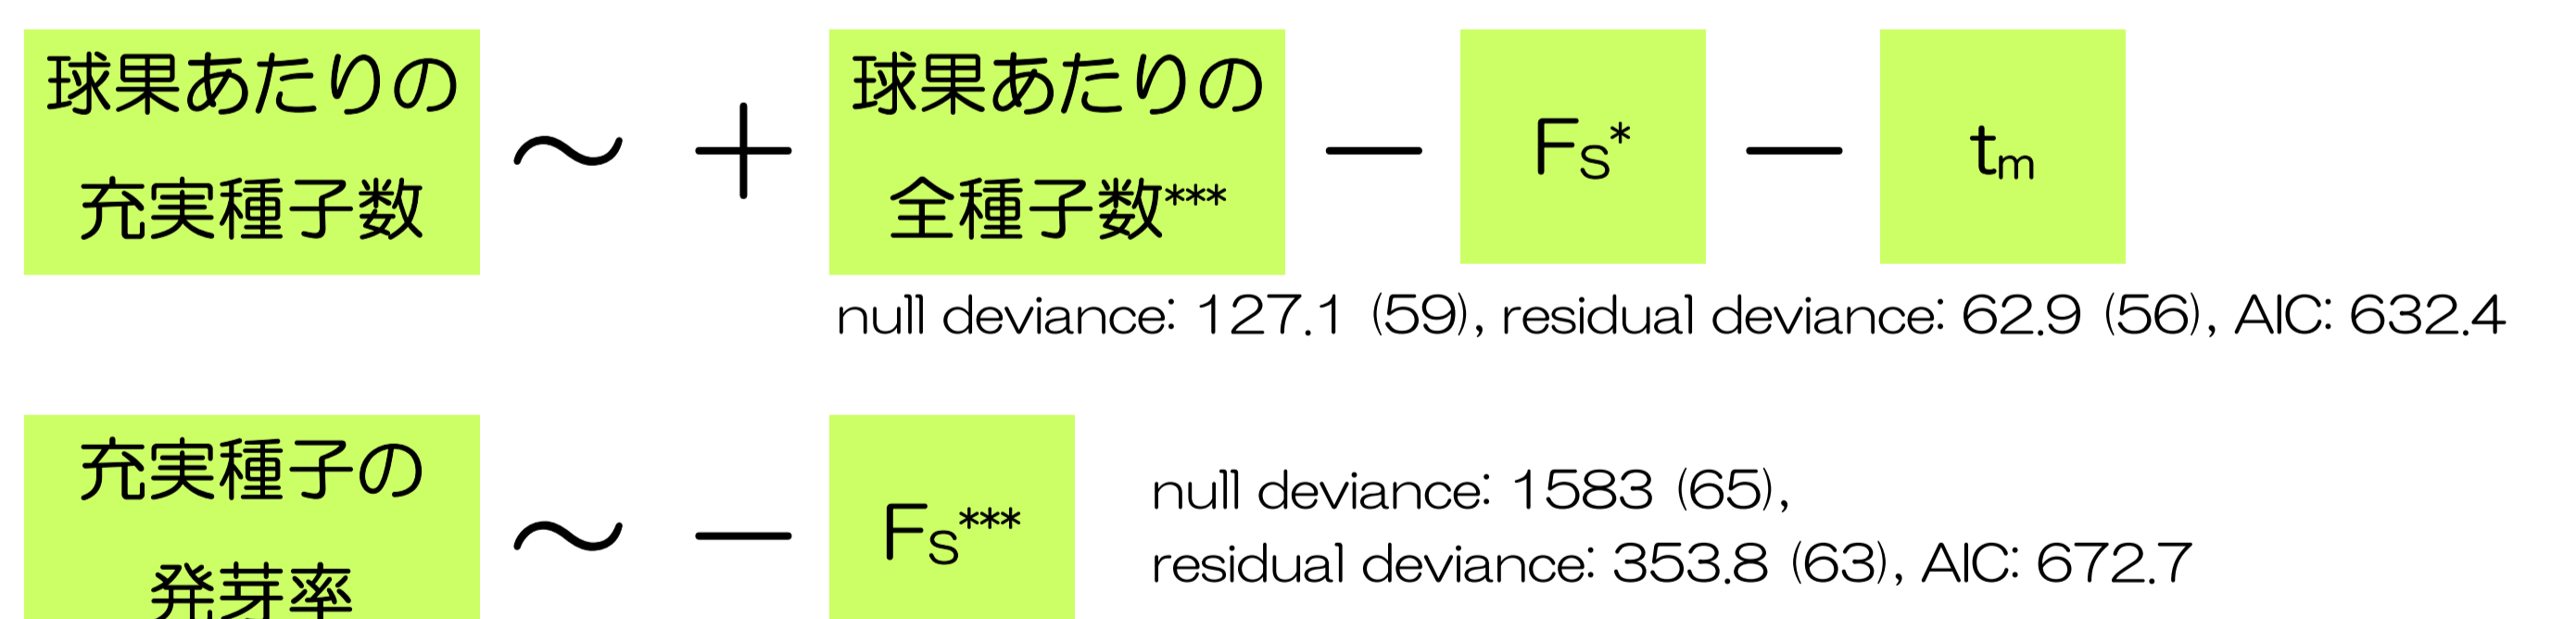 球果あたりの
充実種子数
～ ＋
球果あたりの
全種子数***
－ Fs* － tm
null deviance: 127.1 (59), residual deviance: 62.9 (56), AIC: 632.4
充実種子の
発芽率
～ － Fs***
null deviance: 1583 (65),
residual deviance: 353.8 (63), AIC: 672.7